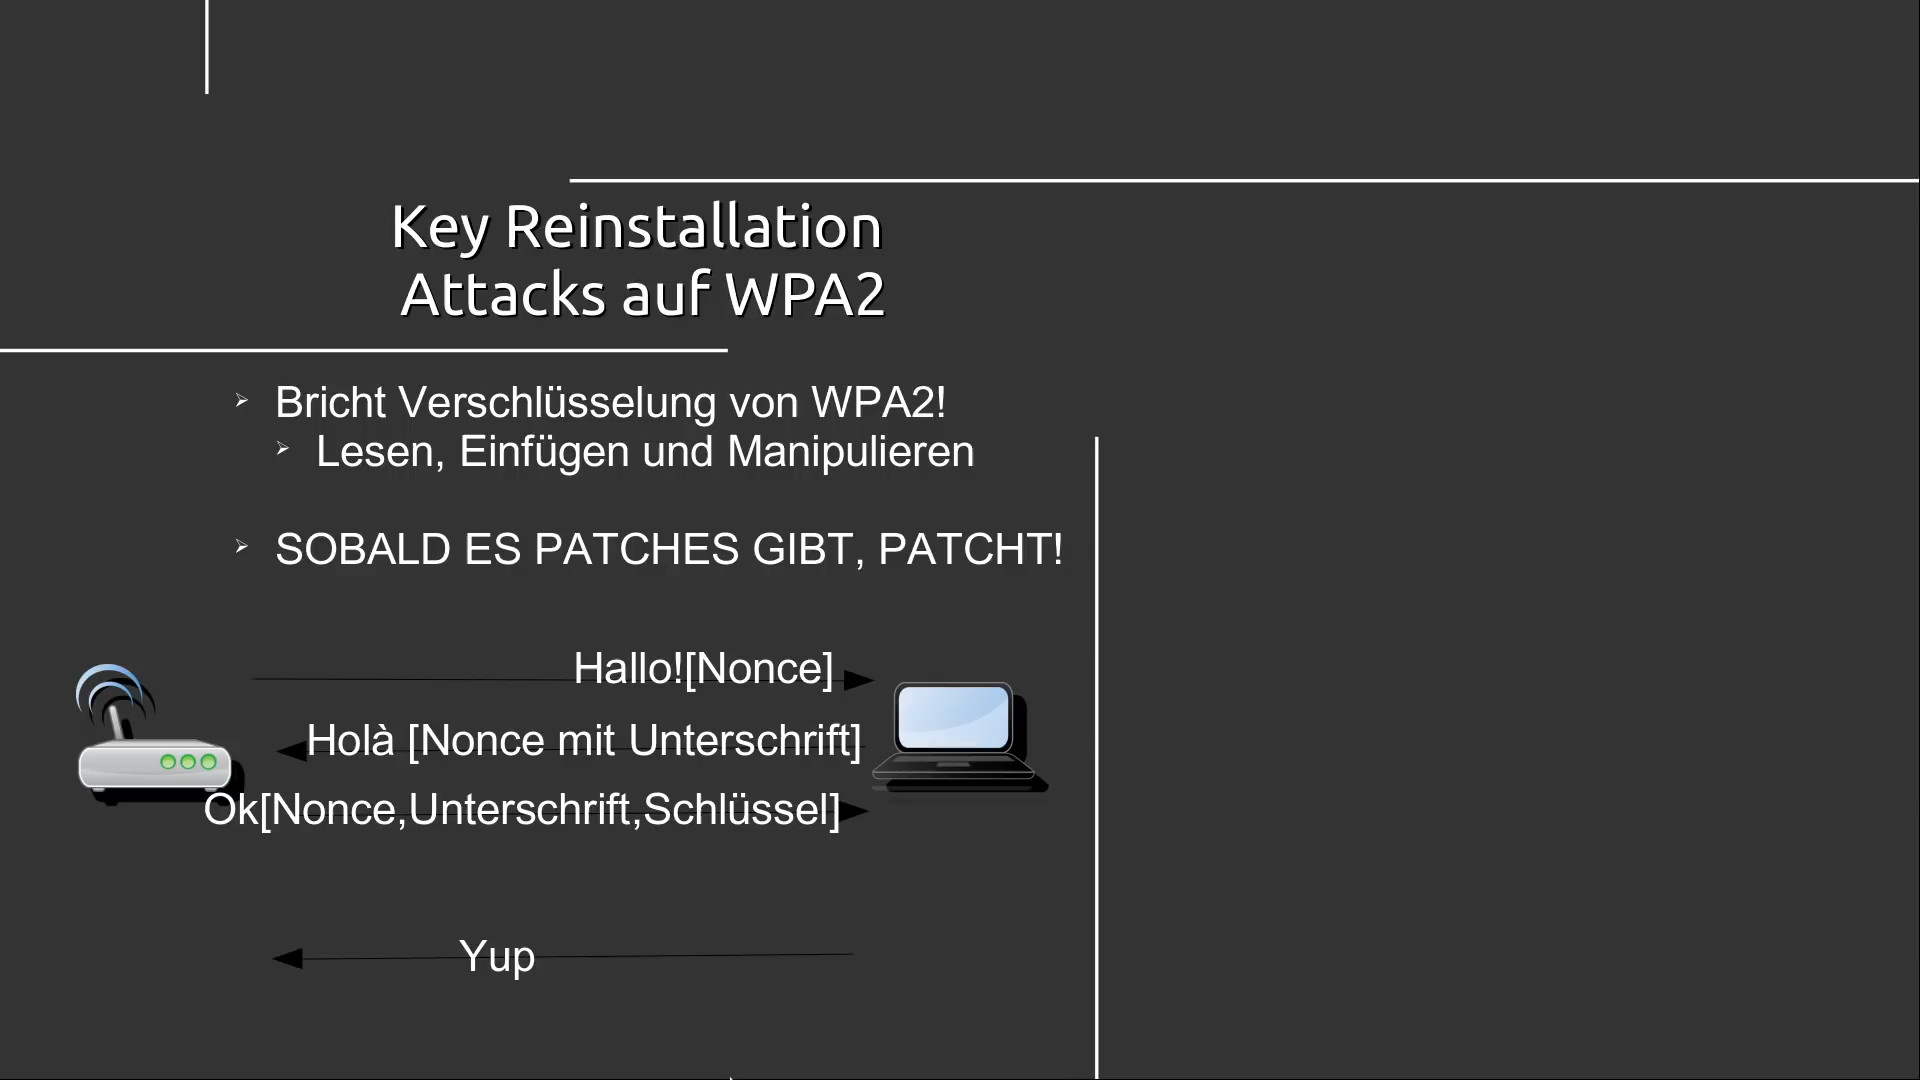 Key Reinstallation
Attacks auf WPA2
Bricht Verschlüsselung von WPA2!
Lesen, Einfügen und Manipulieren
SOBALD ES PATCHES GIBT, PATCHT!
Hallo![Nonce]
Holà [Nonce mit Unterschrift]
Ok[Nonce,Unterschrift,Schlüssel]
Yup